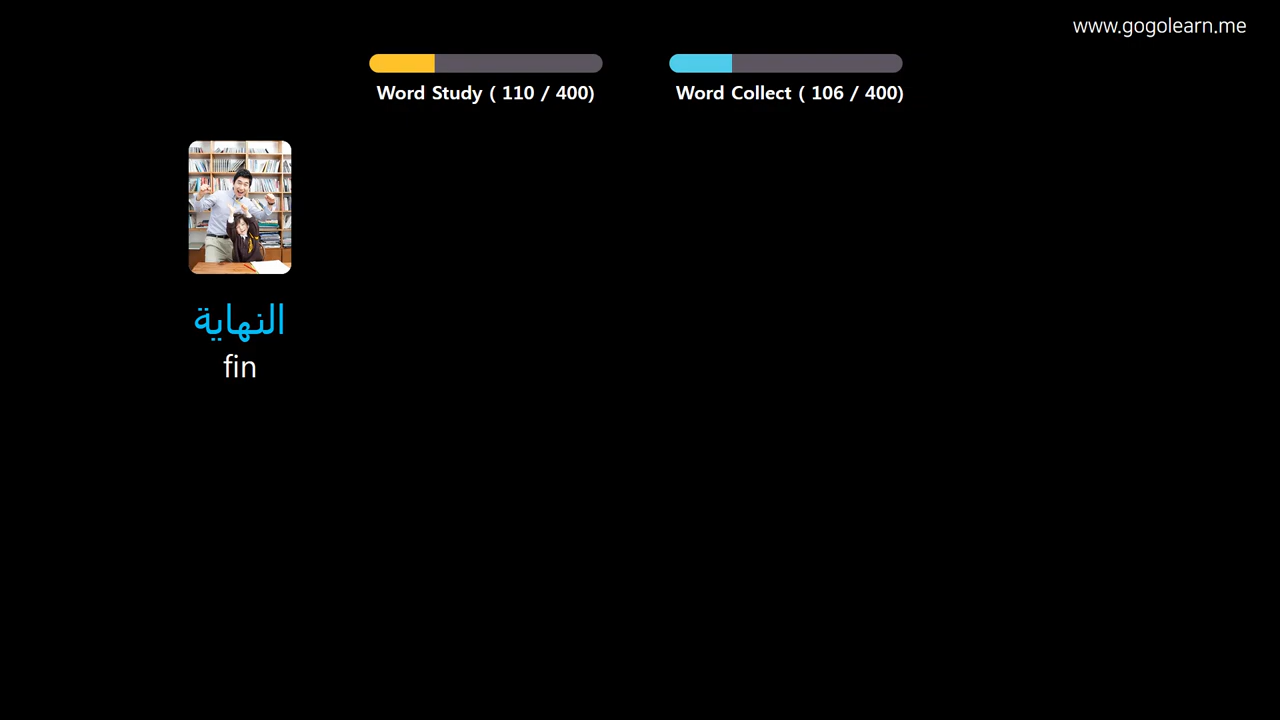 www.gogolearn.me
Word Study ( 110 / 400)
Word Collect ( 106 / 400)
النهاية
fin